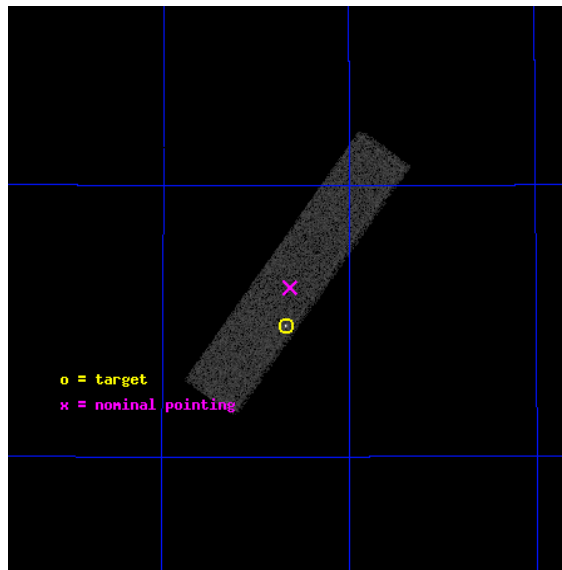 o = target
x = nominal pointing